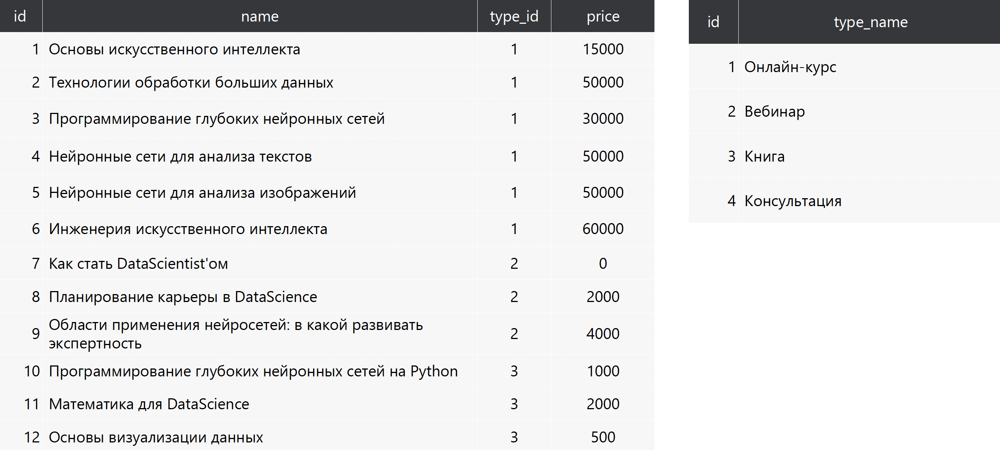 id name type_id price
1 Основы искусственного интеллекта 1 15000
2 Технологии обработки больших данных 1 50000
3 Программирование глубоких нейронных сетей 1 30000
4 Нейронные сети для анализа текстов 1 50000
5 Нейронные сети для анализа изображений 1 50000
6 Инженерия искусственного интеллекта 1 60000
7 Как стать DataScientist'ом 2 0
8 Планирование карьеры в DataScience 2 2000
9 Области применения нейросетей: в какой развивать
экспертность 2 4000
10 Программирование глубоких нейронных сетей на Python 3 1000
11 Математика для DataScience 3 2000
12 Основы визуализации данных 3 500
id type_name
1 Онлайн-курс
2 Вебинар
3 Книга
4 Консультация